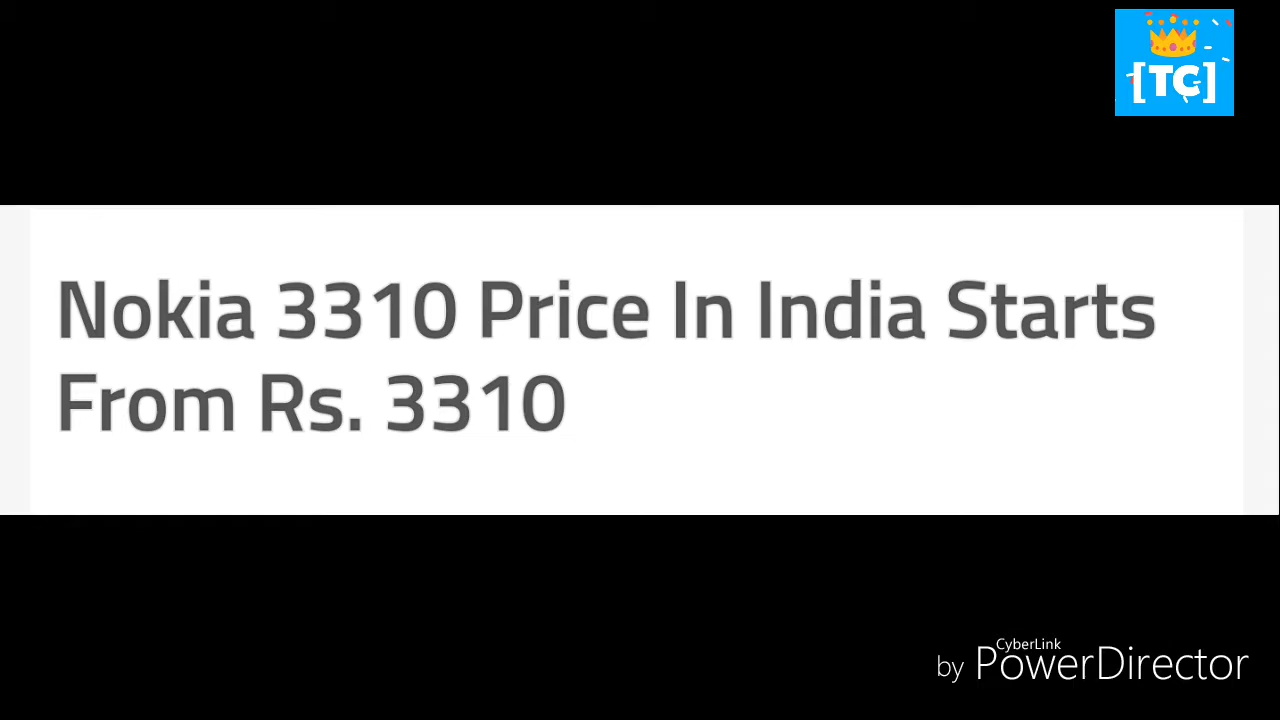 [TC]
Nokia 3310 Price In India Starts
From Rs. 3310
CyberLink
by PowerDirector